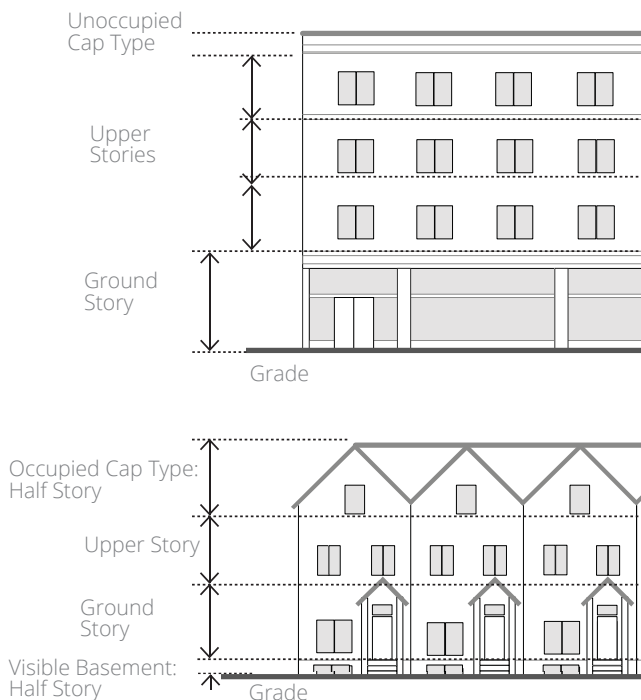 Unoccupied
Cap Type
Upper
Stories
Ground
Story
Grade
Occupied Cap Type:
Half Story
Upper Story
Ground
Story
Visible Basement:
Half Story
Grade